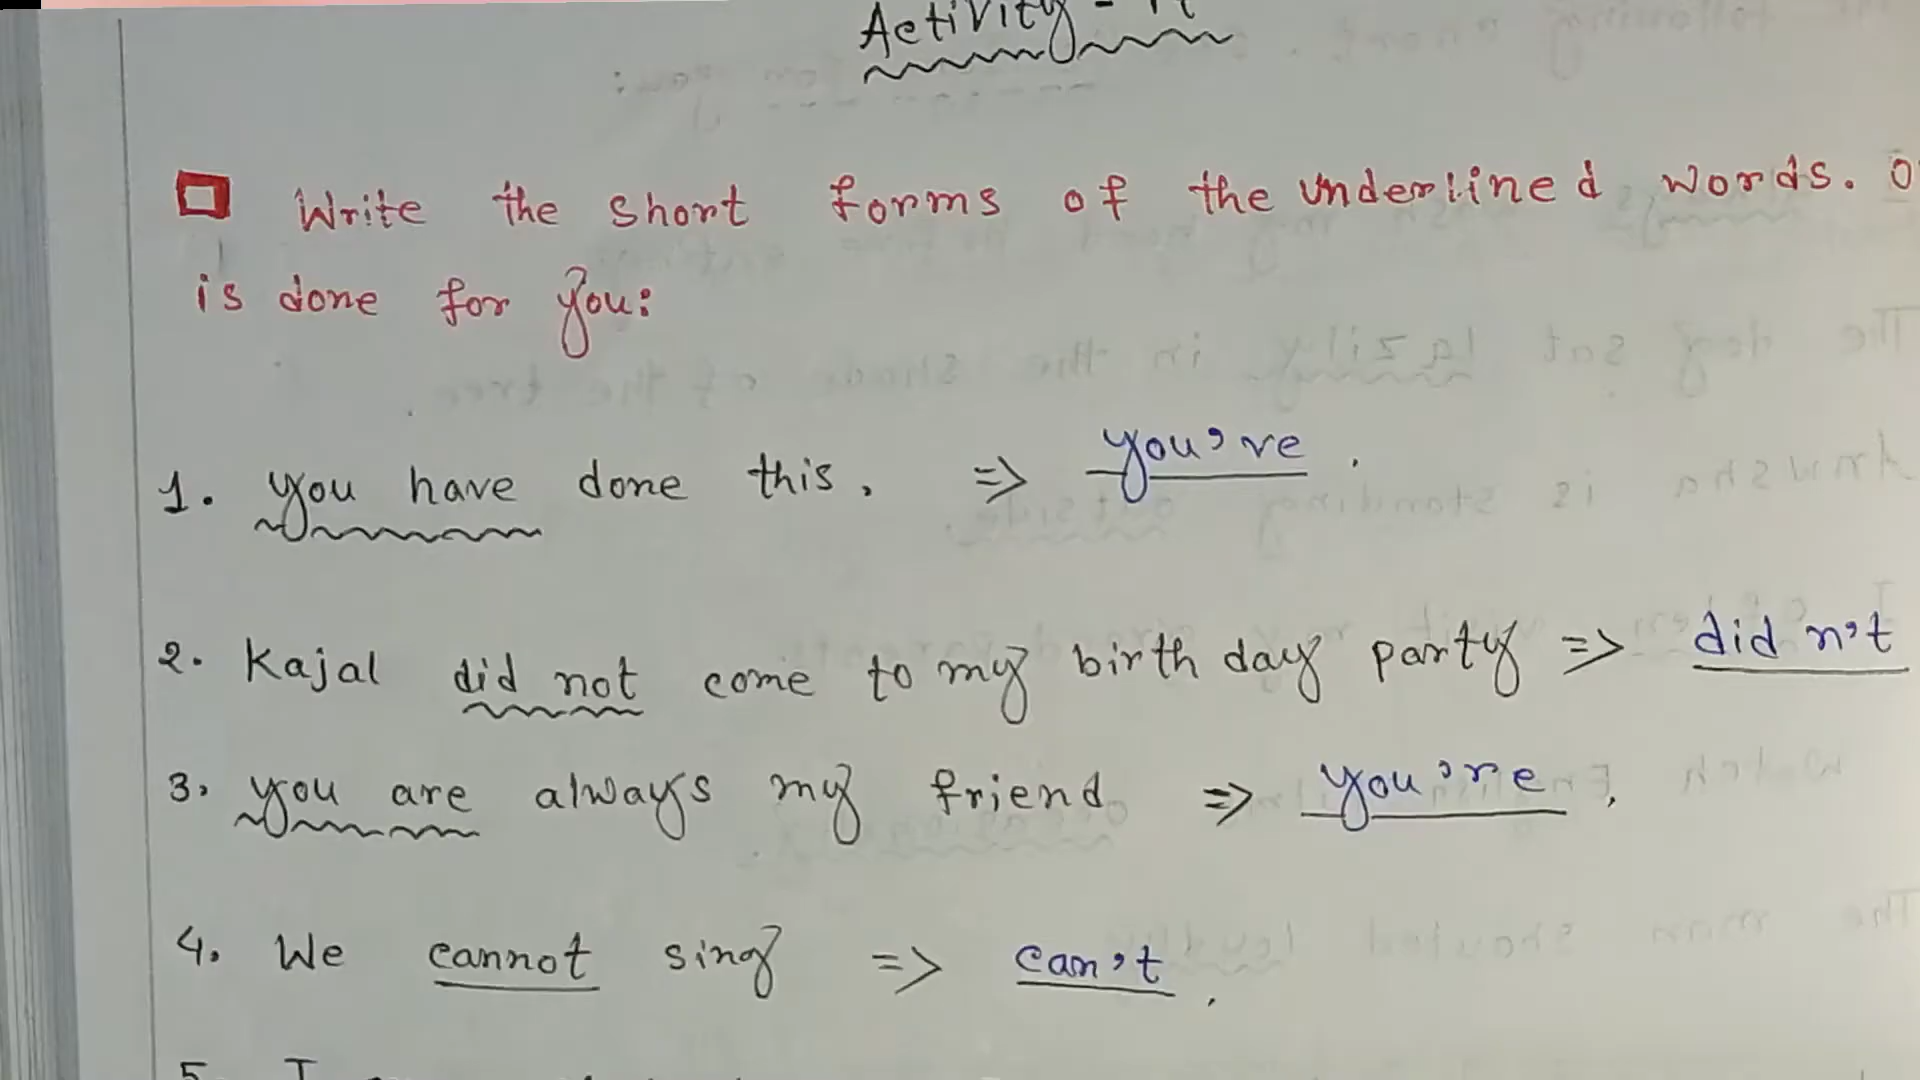 Activity -
Write the short forms of the underlined words.
is done for you:
1. you have done this. => you've.
2. Kajal did not come to my birth day party => did n't
3. you are always my friend => you're.
4. We cannot sing => can't.
5. I